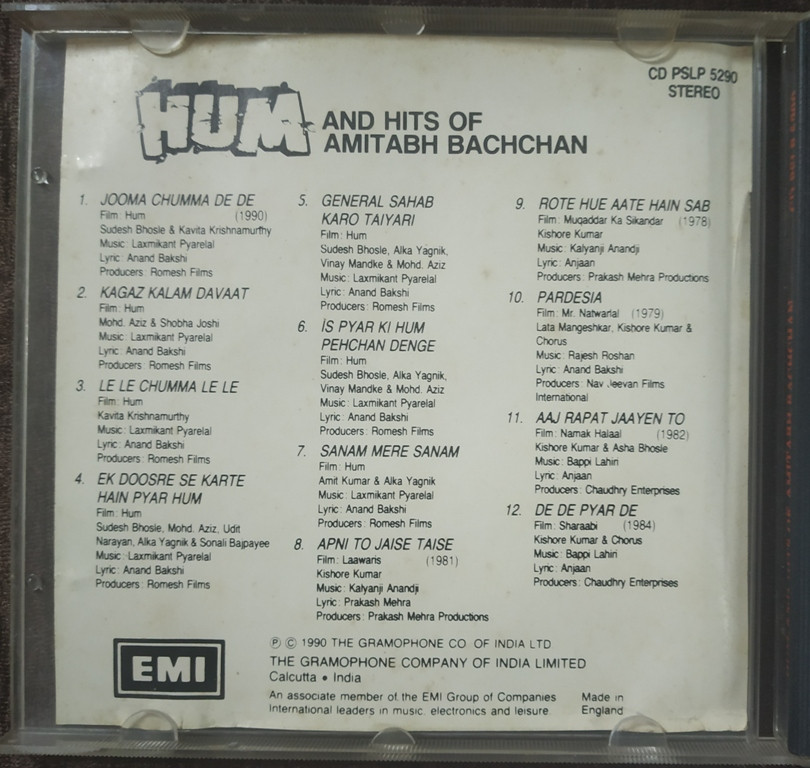 CD PSLP 5290
STEREO
HUM AND HITS OF
AMITABH BACHCHAN
1. JOOMA CHUMMA DE DE
Film: Hum (1990)
Sudesh Bhosle & Kavita Krishnamurthy
Music: Laxmikant Pyarelal
Lyric: Anand Bakshi
Producers: Romesh Films
2. KAGAZ KALAM DAVAAT
Film: Hum
Mohd. Aziz & Shobha Joshi
Music: Laxmikant Pyarelal
Lyric: Anand Bakshi
Producers: Romesh Films
3. LE LE CHUMMA LE LE
Film: Hum
Kavita Krishnamurthy
Music: Laxmikant Pyarelal
Lyric: Anand Bakshi
Producers: Romesh Films
4. EK DOOSRE SE KARTE
HAIN PYAR HUM
Film: Hum
Sudesh Bhosle, Mohd. Aziz, Udit
Narayan, Alka Yagnik & Sonali Bajpayee
Music: Laxmikant Pyarelal
Lyric: Anand Bakshi
Producers: Romesh Films
5. GENERAL SAHAB
KARO TAIYARI
Film: Hum
Sudesh Bhosle, Alka Yagnik,
Vinay Mandke & Mohd. Aziz
Music: Laxmikant Pyarelal
Lyric: Anand Bakshi
Producers: Romesh Films
6. IS PYAR KI HUM
PEHCHAN DENGE
Film: Hum
Sudesh Bhosle, Alka Yagnik,
Vinay Mandke & Mohd. Aziz
Music: Laxmikant Pyarelal
Lyric: Anand Bakshi
Producers: Romesh Films
7. SANAM MERE SANAM
Film: Hum
Amit Kumar & Alka Yagnik
Music: Laxmikant Pyarelal
Lyric: Anand Bakshi
Producers: Romesh Films
8. APNI TO JAISE TAISE
Film: Laawaris (1981)
Kishore Kumar
Music: Kalyanji Anandji
Lyric: Prakash Mehra
Producers: Prakash Mehra Productions
9. ROTE HUE AATE HAIN SAB
Film: Muqaddar Ka Sikandar (1978)
Kishore Kumar
Music: Kalyanji Anandji
Lyric: Anjaan
Producers: Prakash Mehra Productions
10. PARDESIA
Film: Mr. Natwarlal (1979)
Lata Mangeshkar, Kishore Kumar &
Chorus
Music: Rajesh Roshan
Lyric: Anand Bakshi
Producers: Nav Jeevan Films
International
11. AAJ RAPAT JAAYEN TO
Film: Namak Halaal (1982)
Kishore Kumar & Asha Bhosle
Music: Bappi Lahiri
Lyric: Anjaan
Producers: Chaudhry Enterprises
12. DE DE PYAR DE
Film: Sharaabi (1984)
Kishore Kumar & Chorus
Music: Bappi Lahiri
Lyric: Anjaan
Producers: Chaudhry Enterprises
EMI
Ⓟ © 1990 THE GRAMOPHONE CO. OF INDIA LTD
THE GRAMOPHONE COMPANY OF INDIA LIMITED
Calcutta • India
An associate member of the EMI Group of Companies
International leaders in music, electronics and leisure.
Made in
England
OF AMITABH BACHCHAN